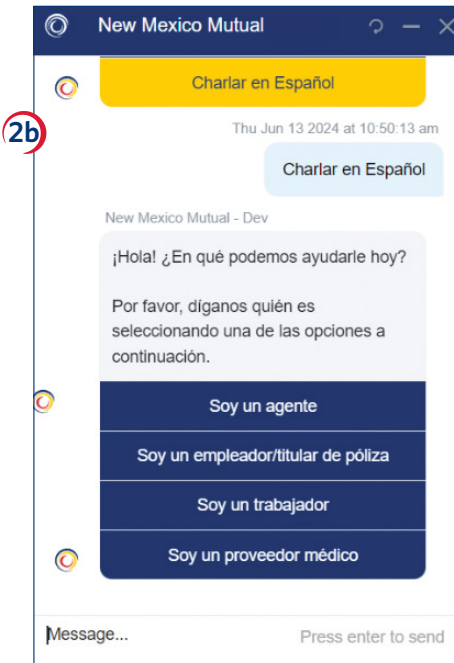 New Mexico Mutual
Charlar en Español
2b
Thu Jun 13 2024 at 10:50:13 am
Charlar en Español
New Mexico Mutual - Dev
¡Hola! ¿En qué podemos ayudarle hoy?
Por favor, díganos quién es
seleccionando una de las opciones a
continuación.
Soy un agente
Soy un empleador/titular de póliza
Soy un trabajador
Soy un proveedor médico
Message...
Press enter to send